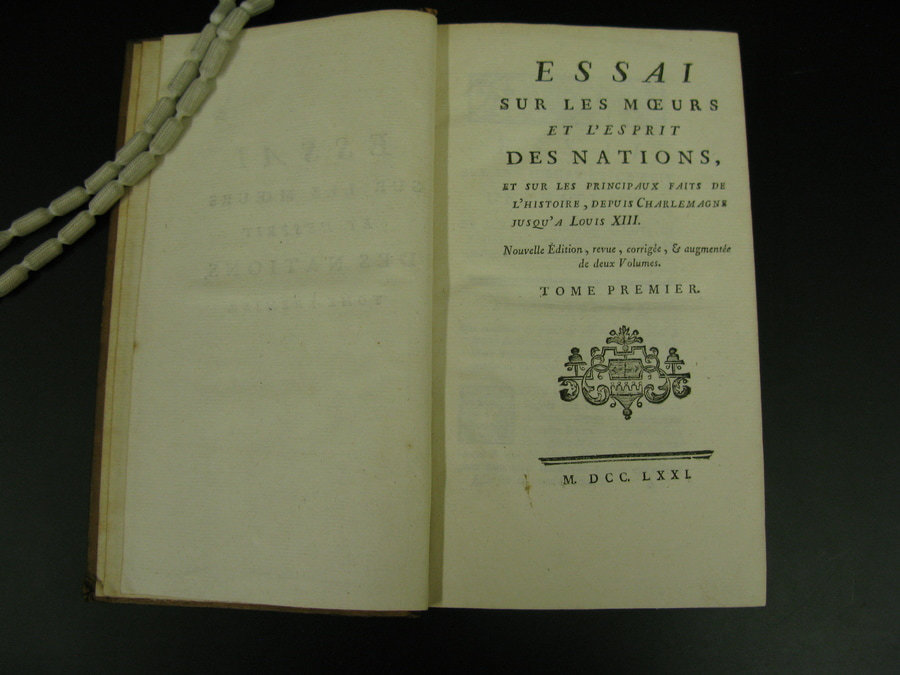 ESSAI
SUR LES MŒURS
ET L'ESPRIT
DES NATIONS,
ET SUR LES PRINCIPAUX FAITS DE
L'HISTOIRE, DEPUIS CHARLEMAGNE
JUSQU'A LOUIS XIII.
Nouvelle Édition, revue, corrigée, & augmentée
de deux Volumes.
TOME PREMIER.
M. DCC. LXXI.